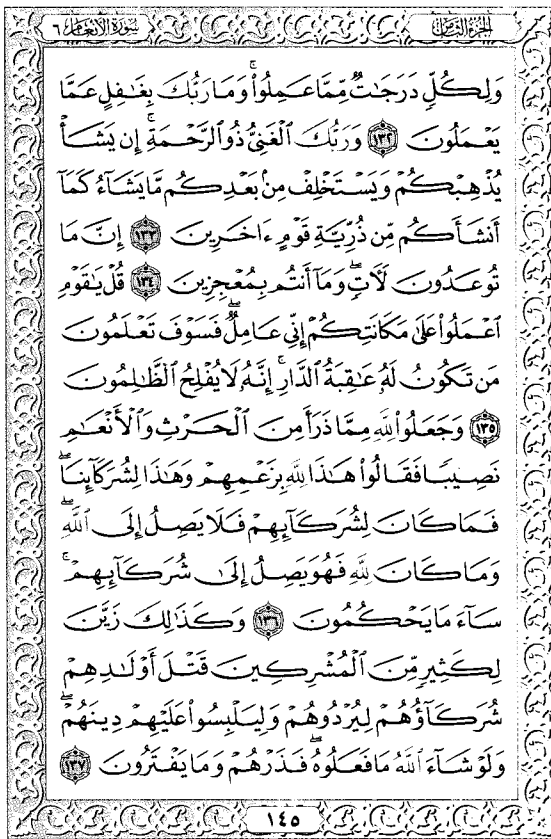 الجزء الثامن
سورة الأنعام ٦
وَلِكُلٍّ دَرَجَـٰتٌ مِّمَّا عَمِلُوا۟ۚ وَمَا رَبُّكَ بِغَـٰفِلٍ عَمَّا
يَعْمَلُونَ ١٣٢ وَرَبُّكَ ٱلْغَنِىُّ ذُو ٱلرَّحْمَةِۚ إِن يَشَأْ
يُذْهِبْكُمْ وَيَسْتَخْلِفْ مِنۢ بَعْدِكُم مَّا يَشَآءُ كَمَآ
أَنشَأَكُم مِّن ذُرِّيَّةِ قَوْمٍ ءَاخَرِينَ ١٣٣ إِنَّ مَا
تُوعَدُونَ لَـَٔاتٍۖ وَمَآ أَنتُم بِمُعْجِزِينَ ١٣٤ قُلْ يَـٰقَوْمِ
ٱعْمَلُوا۟ عَلَىٰ مَكَانَتِكُمْ إِنِّى عَامِلٌۖ فَسَوْفَ تَعْلَمُونَ
مَن تَكُونُ لَهُۥ عَـٰقِبَةُ ٱلدَّارِۗ إِنَّهُۥ لَا يُفْلِحُ ٱلظَّـٰلِمُونَ
١٣٥ وَجَعَلُوا۟ لِلَّهِ مِمَّا ذَرَأَ مِنَ ٱلْحَرْثِ وَٱلْأَنْعَـٰمِ
نَصِيبًا فَقَالُوا۟ هَـٰذَا لِلَّهِ بِزَعْمِهِمْ وَهَـٰذَا لِشُرَكَآئِنَاۖ
فَمَا كَانَ لِشُرَكَآئِهِمْ فَلَا يَصِلُ إِلَى ٱللَّهِۖ
وَمَا كَانَ لِلَّهِ فَهُوَ يَصِلُ إِلَىٰ شُرَكَآئِهِمْۗ
سَآءَ مَا يَحْكُمُونَ ١٣٦ وَكَذَٰلِكَ زَيَّنَ
لِكَثِيرٍ مِّنَ ٱلْمُشْرِكِينَ قَتْلَ أَوْلَـٰدِهِمْ
شُرَكَآؤُهُمْ لِيُرْدُوهُمْ وَلِيَلْبِسُوا۟ عَلَيْهِمْ دِينَهُمْۖ
وَلَوْ شَآءَ ٱللَّهُ مَا فَعَلُوهُۖ فَذَرْهُمْ وَمَا يَفْتَرُونَ ١٣٧
١٤٥